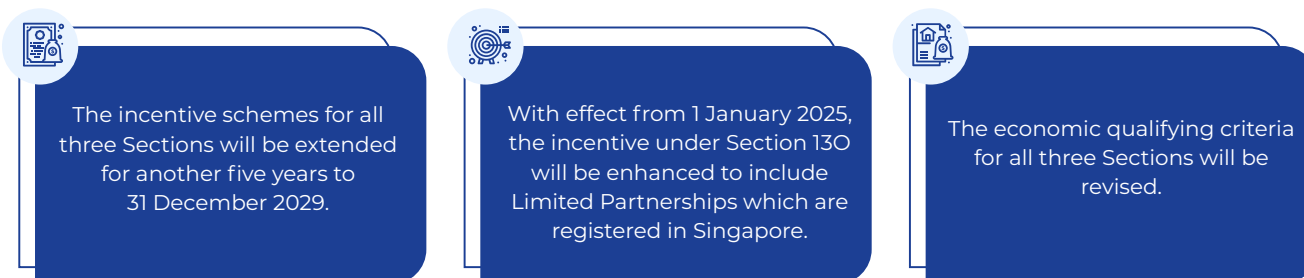 The incentive schemes for all
three Sections will be extended
for another five years to
31 December 2029.
With effect from 1 January 2025,
the incentive under Section 13O
will be enhanced to include
Limited Partnerships which are
registered in Singapore.
The economic qualifying criteria
for all three Sections will be
revised.